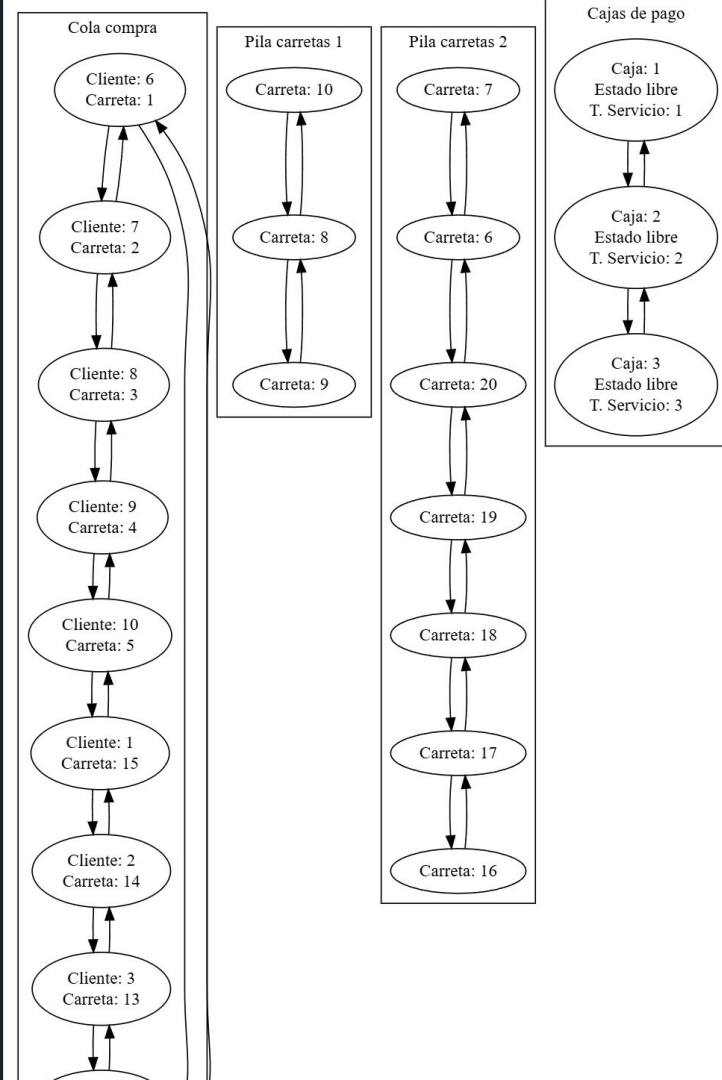 Cola compra
Cliente: 6
Carreta: 1
Cliente: 7
Carreta: 2
Cliente: 8
Carreta: 3
Cliente: 9
Carreta: 4
Cliente: 10
Carreta: 5
Cliente: 1
Carreta: 15
Cliente: 2
Carreta: 14
Cliente: 3
Carreta: 13
Pila carretas 1
Carreta: 10
Carreta: 8
Carreta: 9
Pila carretas 2
Carreta: 7
Carreta: 6
Carreta: 20
Carreta: 19
Carreta: 18
Carreta: 17
Carreta: 16
Cajas de pago
Caja: 1
Estado libre
T. Servicio: 1
Caja: 2
Estado libre
T. Servicio: 2
Caja: 3
Estado libre
T. Servicio: 3